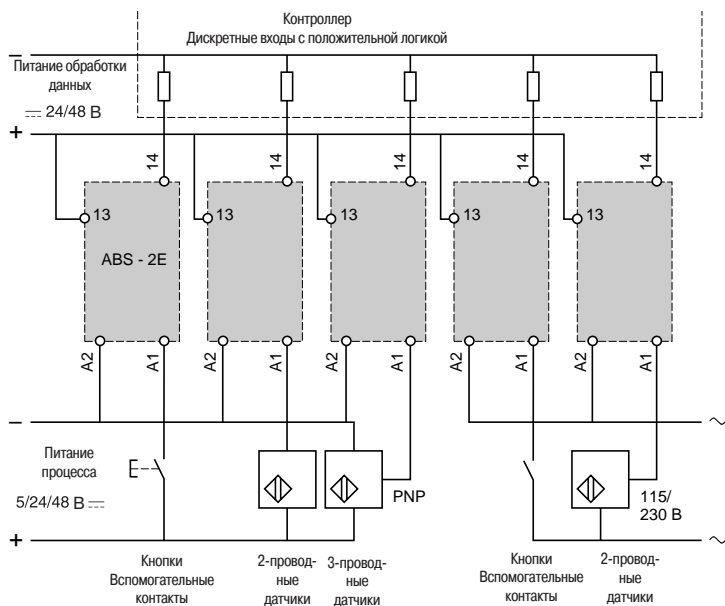 Контроллер
Дискретные входы с положительной логикой
–
Питание обработки
данных
24/48 В
+
14
14
14
14
14
13
13
13
13
13
ABS - 2E
A2
A1
A2
A1
A2
A1
A2
A1
A2
A1
–
~
Питание
процесса
5/24/48 В
PNP
115/
230 В
+
~
Кнопки
Вспомогательные
контакты
2-провод-
ные
датчики
3-провод-
ные
датчики
Кнопки
Вспомогательные
контакты
2-провод-
ные
датчики